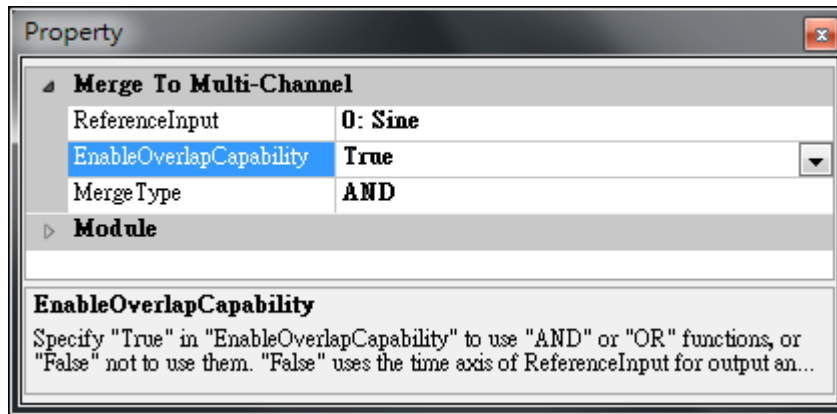 Property
Merge To Multi-Channel
ReferenceInput 0: Sine
EnableOverlapCapability True
MergeType AND
Module
EnableOverlapCapability
Specify "True" in "EnableOverlapCapability" to use "AND" or "OR" functions, or
"False" not to use them. "False" uses the time axis of ReferenceInput for output an...